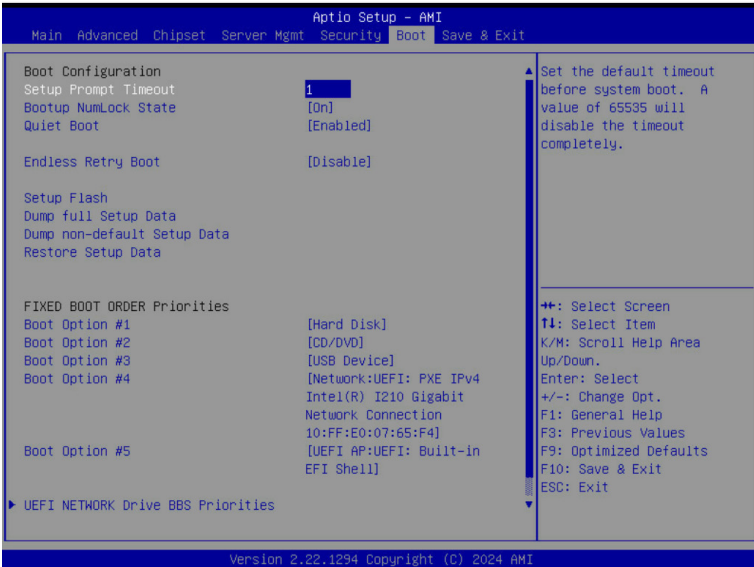 Aptio Setup - AMI
Main Advanced Chipset Server Mgmt Security Boot Save & Exit
Boot Configuration
Setup Prompt Timeout 1
Bootup NumLock State [On]
Quiet Boot [Enabled]
Endless Retry Boot [Disable]
Setup Flash
Dump full Setup Data
Dump non-default Setup Data
Restore Setup Data
FIXED BOOT ORDER Priorities
Boot Option #1 [Hard Disk]
Boot Option #2 [CD/DVD]
Boot Option #3 [USB Device]
Boot Option #4 [Network:UEFI: PXE IPv4
Intel(R) I210 Gigabit
Network Connection
10:FF:E0:07:65:F4]
Boot Option #5 [UEFI AP:UEFI: Built-in
EFI Shell]
UEFI NETWORK Drive BBS Priorities
Set the default timeout
before system boot. A
value of 65535 will
disable the timeout
completely.
→←: Select Screen
↑↓: Select Item
K/M: Scroll Help Area
Up/Down.
Enter: Select
+/-: Change Opt.
F1: General Help
F3: Previous Values
F9: Optimized Defaults
F10: Save & Exit
ESC: Exit
Version 2.22.1294 Copyright (C) 2024 AMI